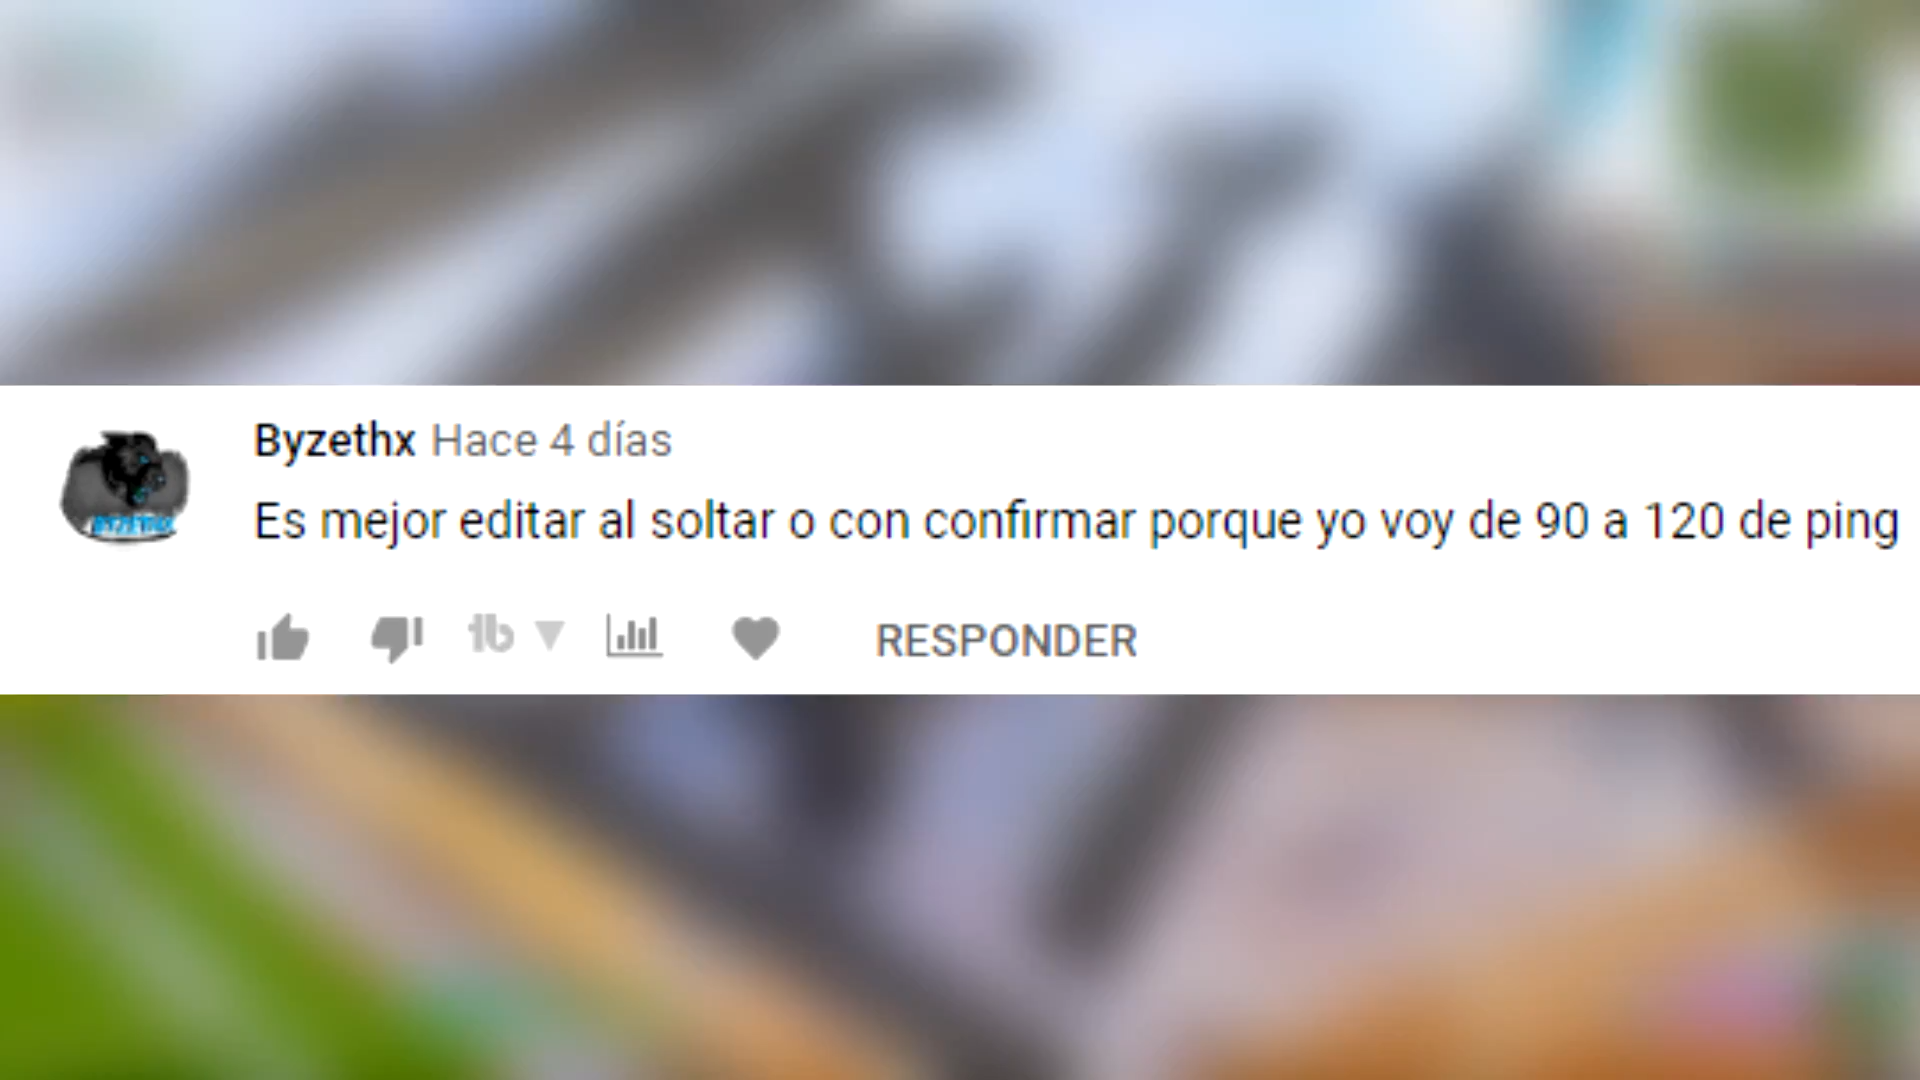 Byzethx Hace 4 días
Es mejor editar al soltar o con confirmar porque yo voy de 90 a 120 de ping
RESPONDER
BYZETHX